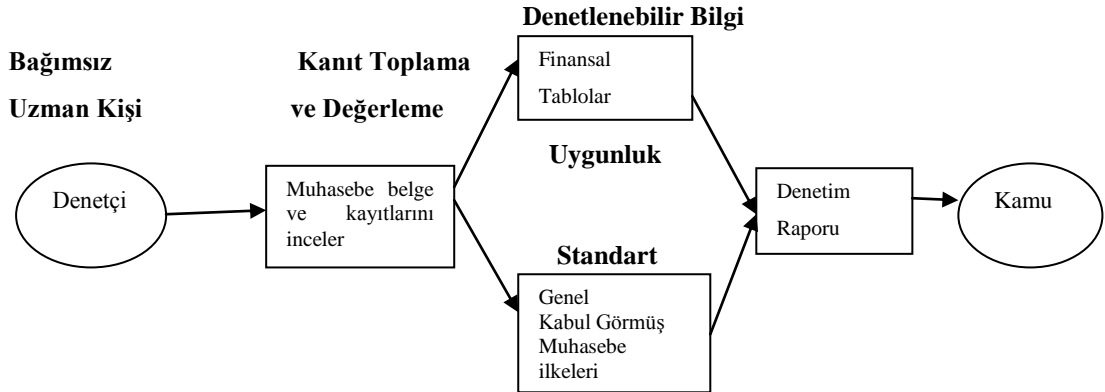 Denetlenebilir Bilgi
Bağımsız
Uzman Kişi
Kanıt Toplama
ve Değerleme
Finansal
Tablolar
Uygunluk
Denetçi
Muhasebe belge
ve kayıtlarını
inceler
Denetim
Raporu
Kamu
Standart
Genel
Kabul Görmüş
Muhasebe
ilkeleri